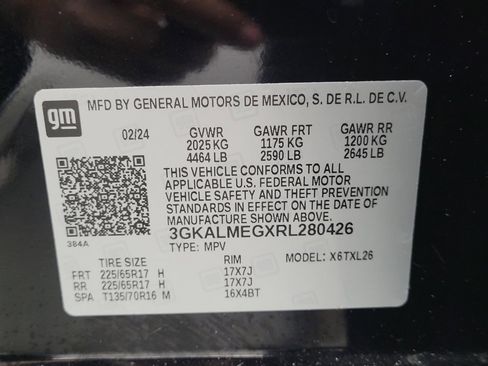 gm
MFD BY GENERAL MOTORS DE MEXICO, S. DE R.L. DE C.V.
02/24 GVWR GAWR FRT GAWR RR
2025 KG 1175 KG 1200 KG
4464 LB 2590 LB 2645 LB
THIS VEHICLE CONFORMS TO ALL
APPLICABLE U.S. FEDERAL MOTOR
VEHICLE SAFETY AND THEFT PREVENTION
STANDARDS IN EFFECT ON THE DATE OF
MANUFACTURE SHOWN ABOVE.
384A
3GKALMEGXRL280426
TYPE: MPV MODEL: X6TXL26
TIRE SIZE RIM
FRT 225/65R17 H 17X7J
RR 225/65R17 H 17X7J
SPA T135/70R16 M 16X4BT